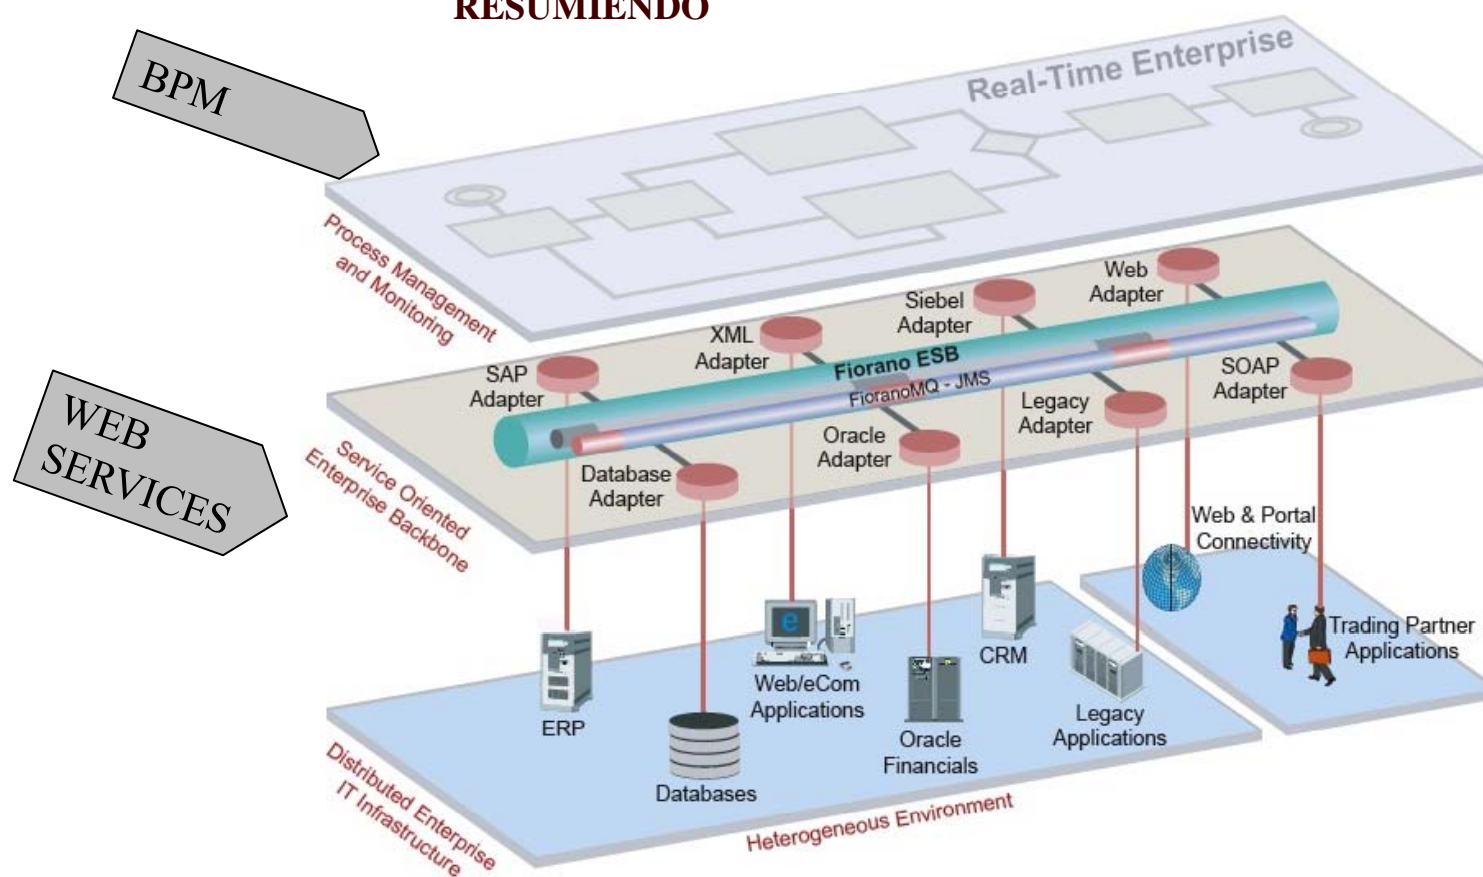 RESUMIENDO
BPM
Real-Time Enterprise
Process Management
and Monitoring
Web
Adapter
Siebel
Adapter
XML
Adapter
SAP
Adapter
Fiorano ESB
FioranoMQ - JMS
SOAP
Adapter
Legacy
Adapter
Oracle
Adapter
Database
Adapter
WEB
SERVICES
Service Oriented
Enterprise Backbone
Web & Portal
Connectivity
Trading Partner
Applications
CRM
Web/eCom
Applications
ERP
Legacy
Applications
Oracle
Financials
Databases
Distributed Enterprise
IT Infrastructure
Heterogeneous Environment